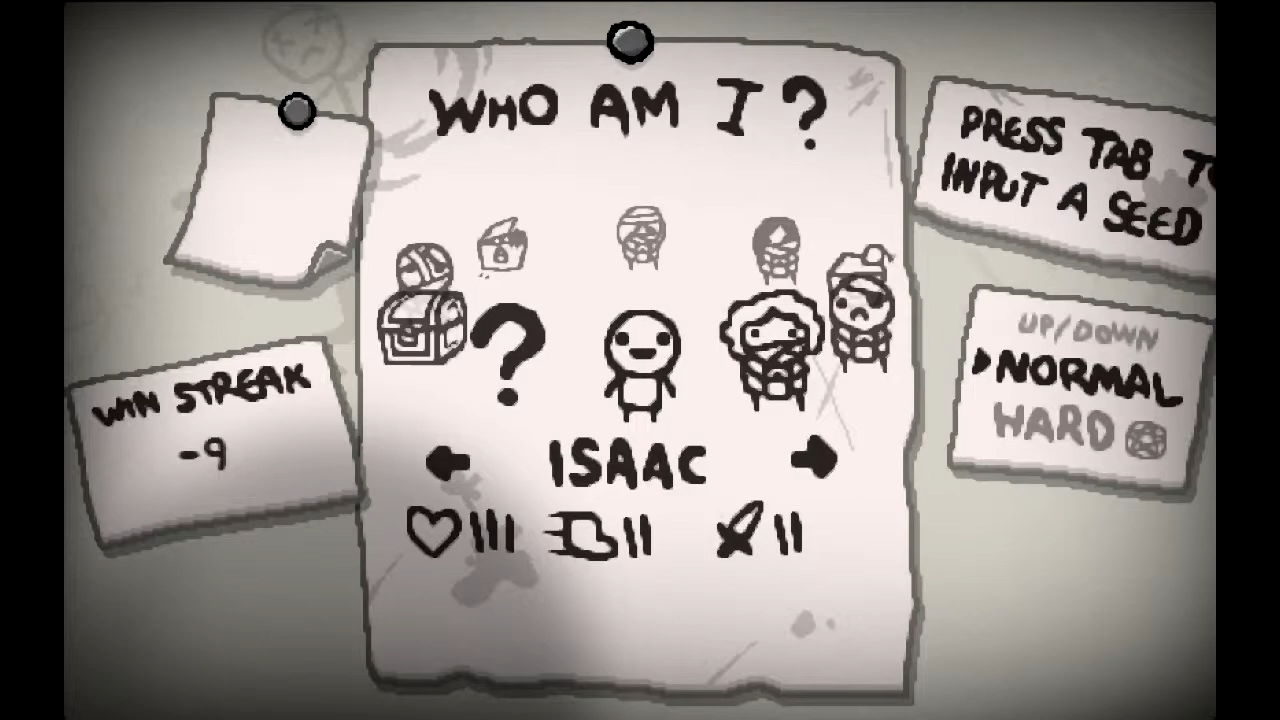 WHO AM I?
PRESS TAB TO
INPUT A SEED
UP/DOWN
NORMAL
HARD
WIN STREAK
-9
?
ISAAC